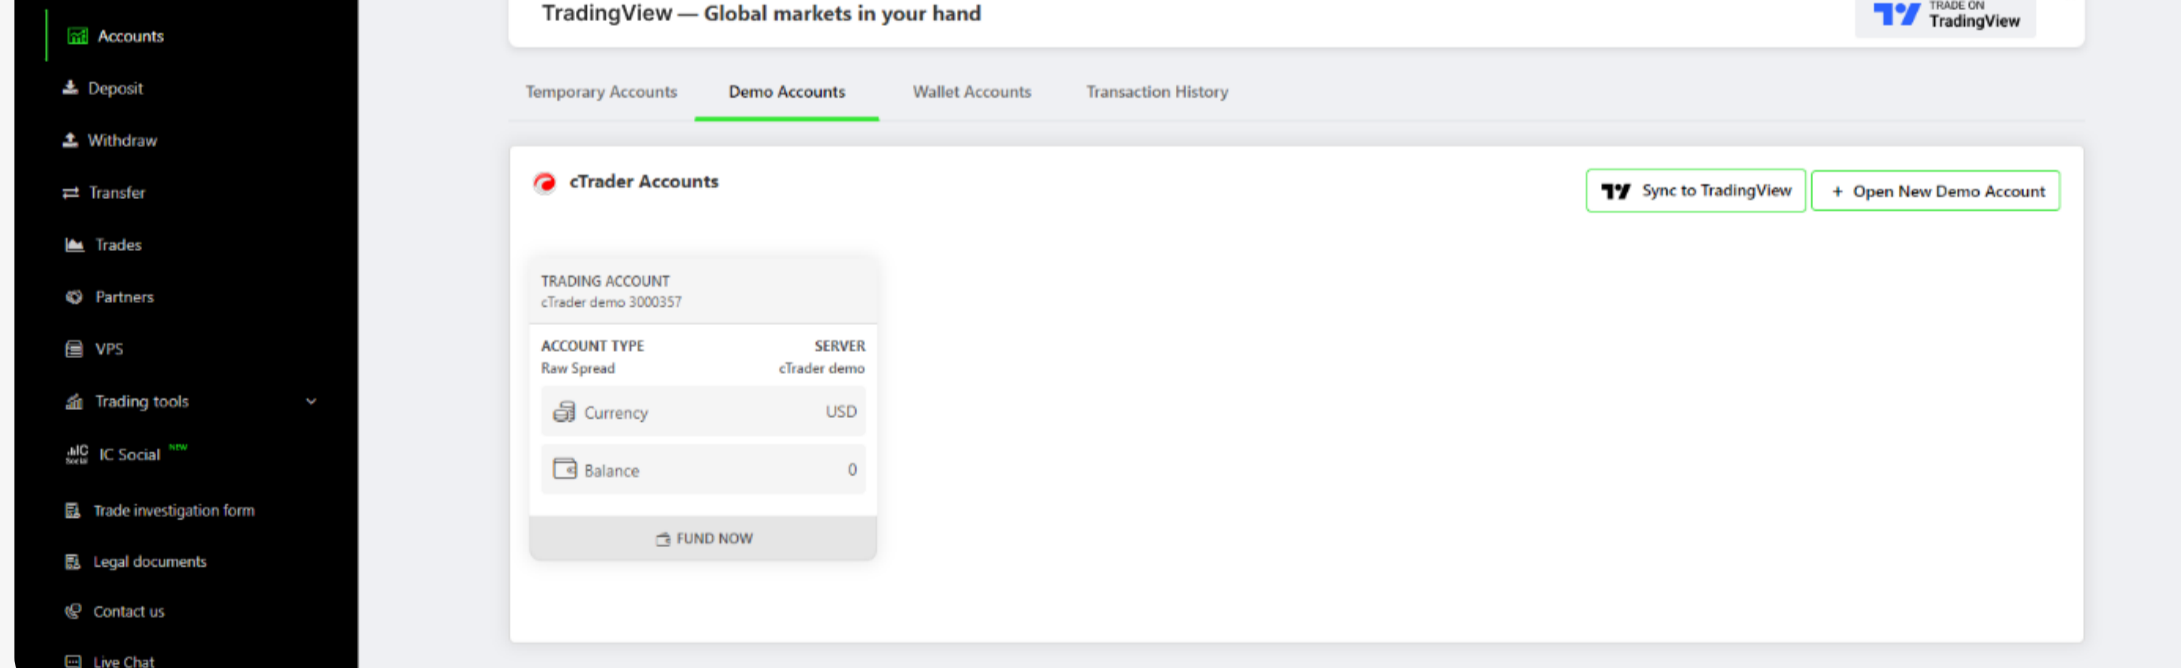 TradingView — Global markets in your hand
TRADE ON
TradingView
Accounts
Deposit
Withdraw
Transfer
Trades
Partners
VPS
Trading tools
IC Social NEW
Trade investigation form
Legal documents
Contact us
Live Chat
Temporary Accounts
Demo Accounts
Wallet Accounts
Transaction History
cTrader Accounts
Sync to TradingView
+ Open New Demo Account
TRADING ACCOUNT
cTrader demo 3000357
ACCOUNT TYPE SERVER
Raw Spread cTrader demo
Currency USD
Balance 0
FUND NOW